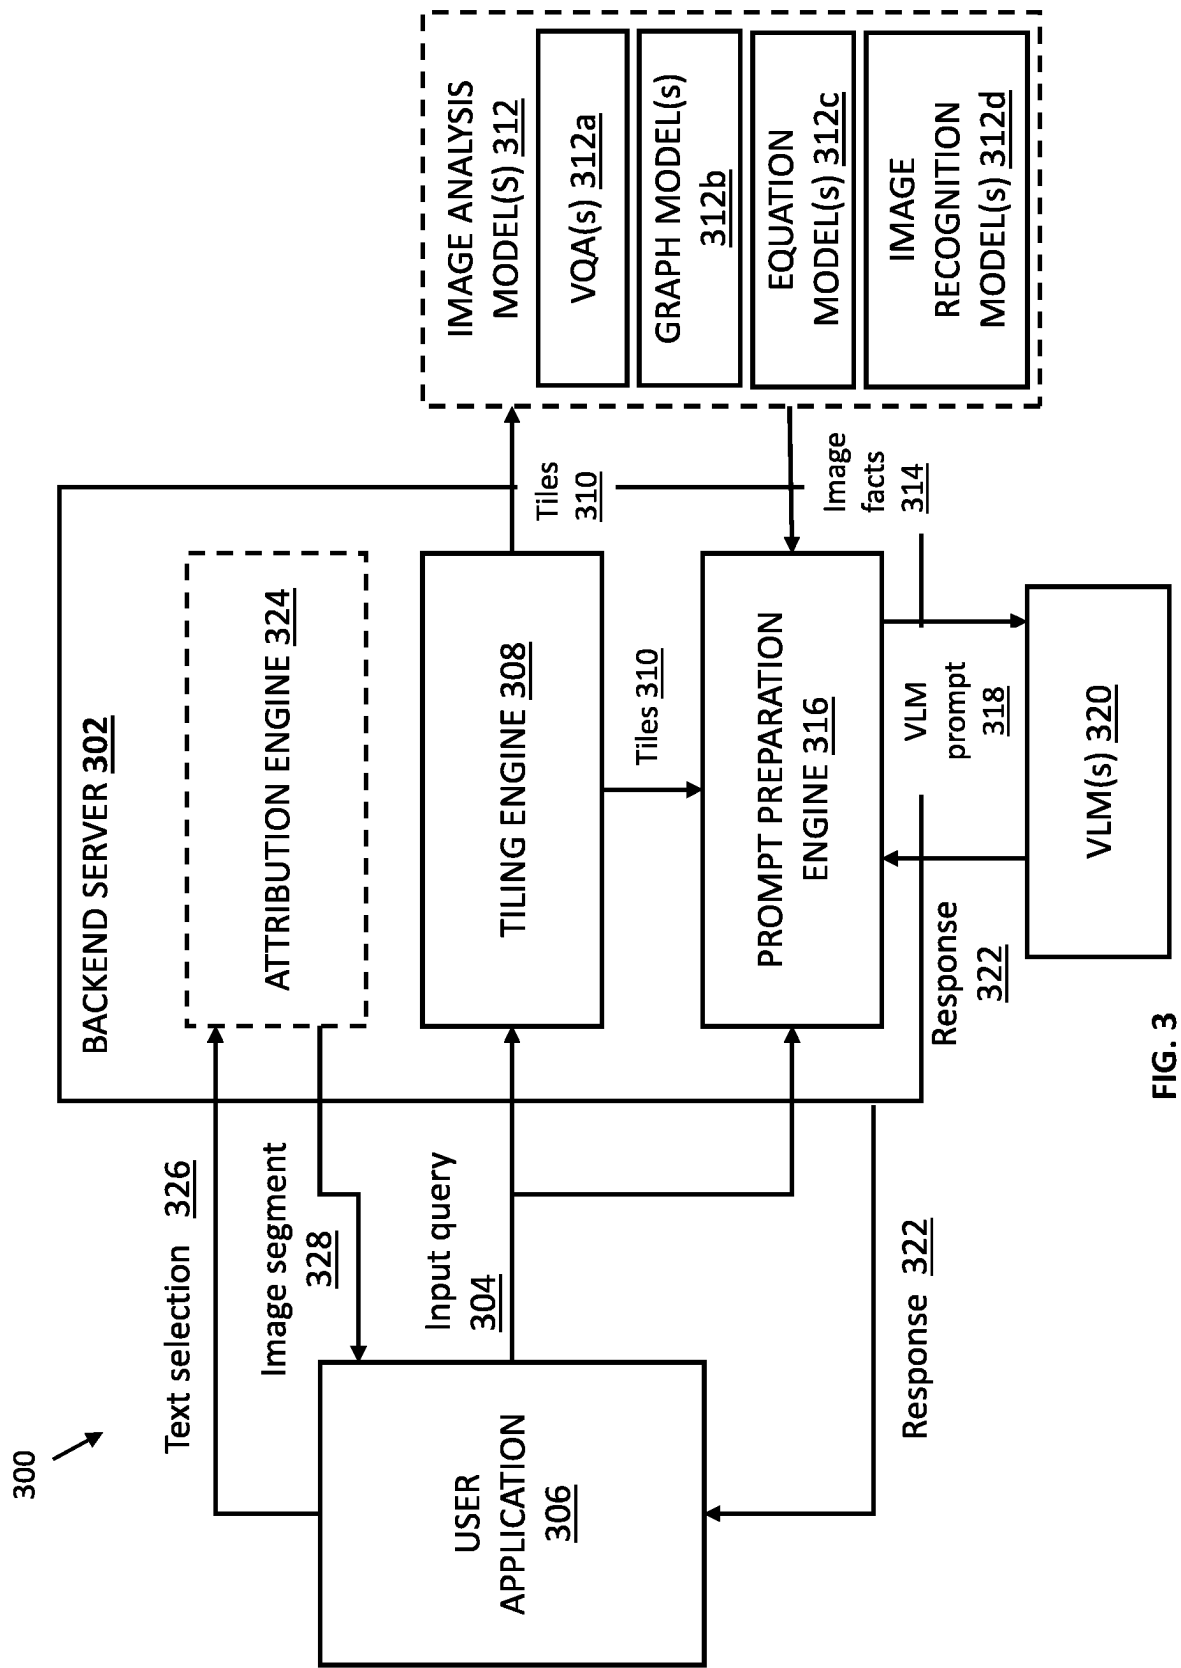 300
BACKEND SERVER 302
Text selection 326
ATTRIBUTION ENGINE 324
Image segment
328
Input query
304
USER
APPLICATION
306
TILING ENGINE 308
Tiles
310
Tiles 310
IMAGE ANALYSIS
MODEL(S) 312
VQA(s) 312a
GRAPH MODEL(s)
312b
EQUATION
MODEL(s) 312c
IMAGE
RECOGNITION
MODEL(s) 312d
Image
facts
314
PROMPT PREPARATION
ENGINE 316
VLM
prompt
318
Response
322
Response 322
VLM(s) 320
FIG. 3